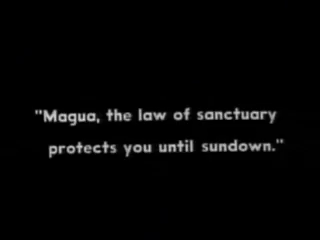 "Magua, the law of sanctuary
protects you until sundown."